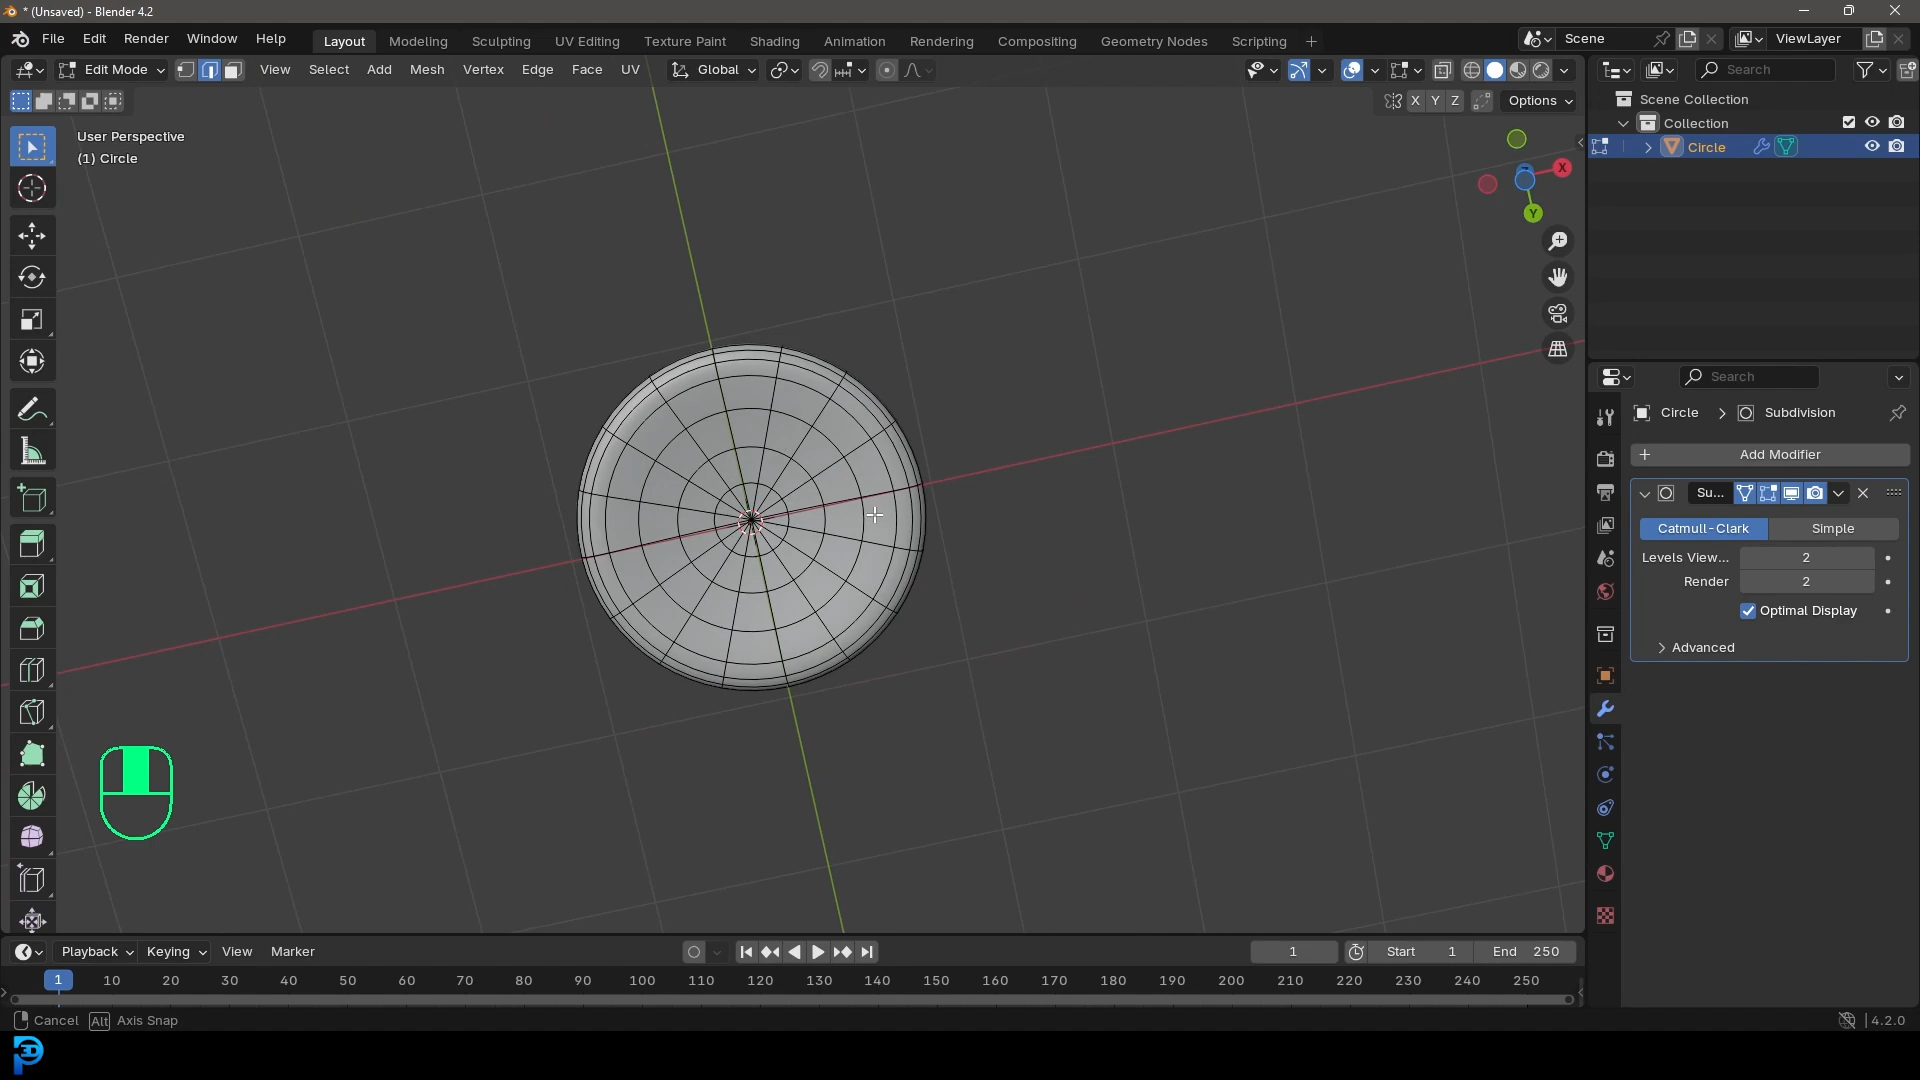 * (Unsaved) - Blender 4.2
File Edit Render Window Help Layout Modeling Sculpting UV Editing Texture Paint Shading Animation Rendering Compositing Geometry Nodes Scripting + Scene ViewLayer
Edit Mode View Select Add Mesh Vertex Edge Face UV Global Search
X Y Z Options
User Perspective
(1) Circle
Scene Collection
Collection
Circle
X
Y
Search
Circle > Subdivision
+ Add Modifier
Su...
Catmull-Clark Simple
Levels View... 2
Render 2
Optimal Display
Advanced
Playback Keying View Marker 1 Start 1 End 250
1 10 20 30 40 50 60 70 80 90 100 110 120 130 140 150 160 170 180 190 200 210 220 230 240 250
Cancel Alt Axis Snap 4.2.0
3D